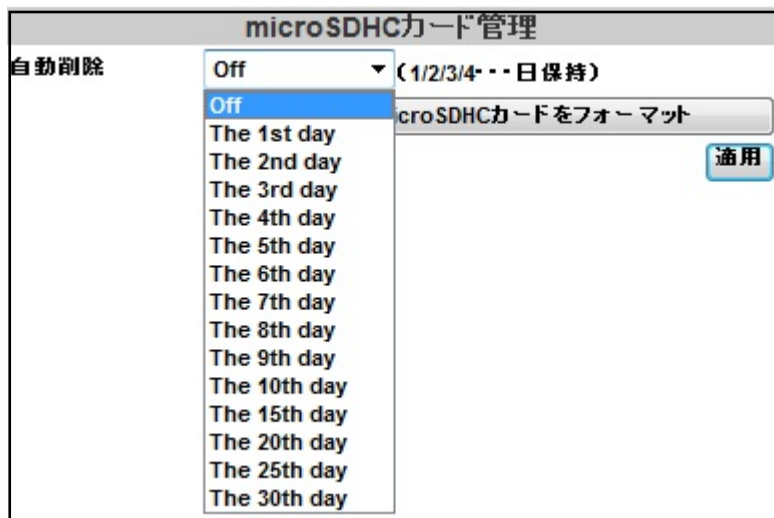 microSDHCカード管理
自動削除 Off (1/2/3/4・・・日保持)
Off
icroSDHCカードをフォーマット
適用
The 1st day
The 2nd day
The 3rd day
The 4th day
The 5th day
The 6th day
The 7th day
The 8th day
The 9th day
The 10th day
The 15th day
The 20th day
The 25th day
The 30th day